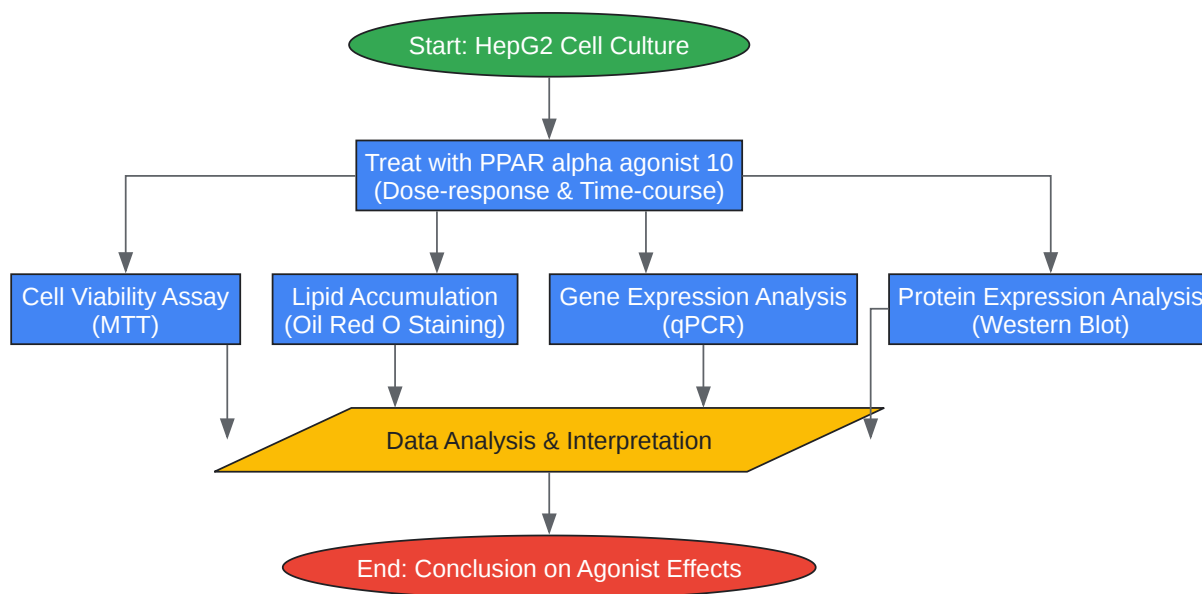 Start: HepG2 Cell Culture
Treat with PPAR alpha agonist 10
(Dose-response & Time-course)
Cell Viability Assay
(MTT)
Lipid Accumulation
(Oil Red O Staining)
Gene Expression Analysis
(qPCR)
Protein Expression Analysis
(Western Blot)
Data Analysis & Interpretation
End: Conclusion on Agonist Effects